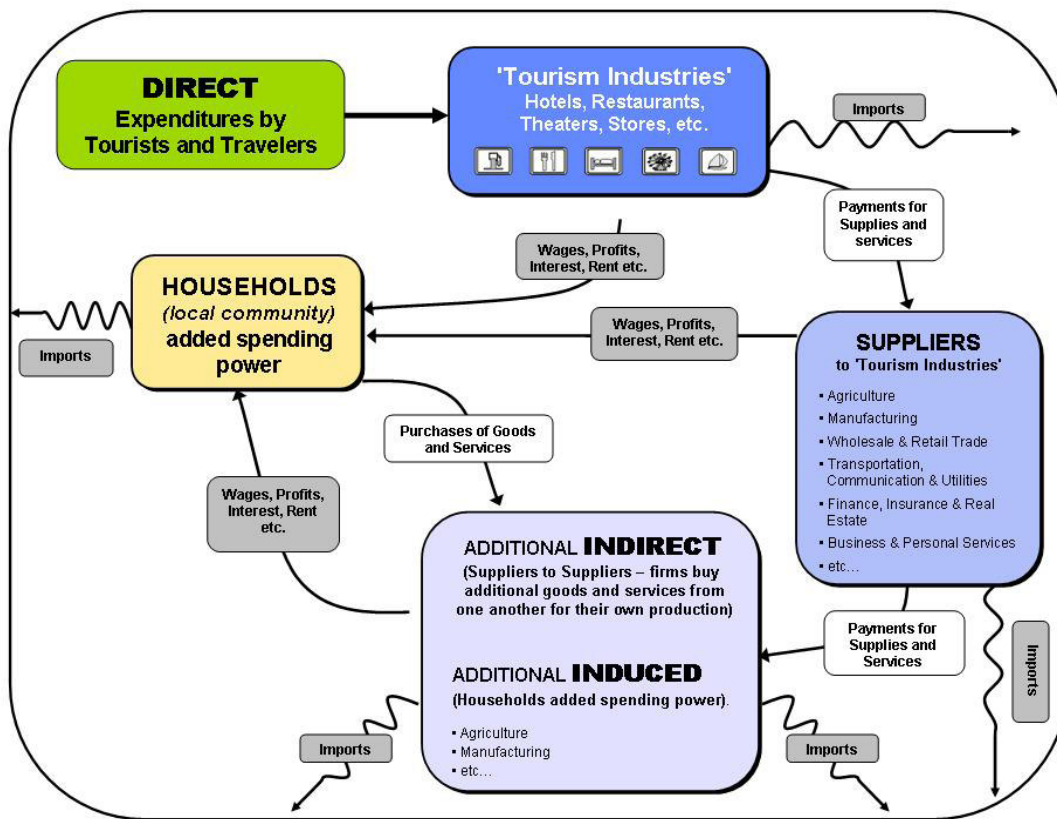 DIRECT
Expenditures by
Tourists and Travelers
'Tourism Industries'
Hotels, Restaurants,
Theaters, Stores, etc.
Imports
Payments for
Supplies and
services
Wages, Profits,
Interest, Rent etc.
HOUSEHOLDS
(local community)
added spending
power
Imports
Wages, Profits,
Interest, Rent etc.
SUPPLIERS
to 'Tourism Industries'
▪ Agriculture
▪ Manufacturing
▪ Wholesale & Retail Trade
▪ Transportation,
Communication & Utilities
▪ Finance, Insurance & Real
Estate
▪ Business & Personal Services
▪ etc...
Purchases of Goods
and Services
Wages, Profits,
Interest, Rent
etc.
ADDITIONAL INDIRECT
(Suppliers to Suppliers – firms buy
additional goods and services from
one another for their own production)
ADDITIONAL INDUCED
(Households added spending power).
▪ Agriculture
▪ Manufacturing
▪ etc...
Payments for
Supplies and
Services
Imports
Imports
Imports